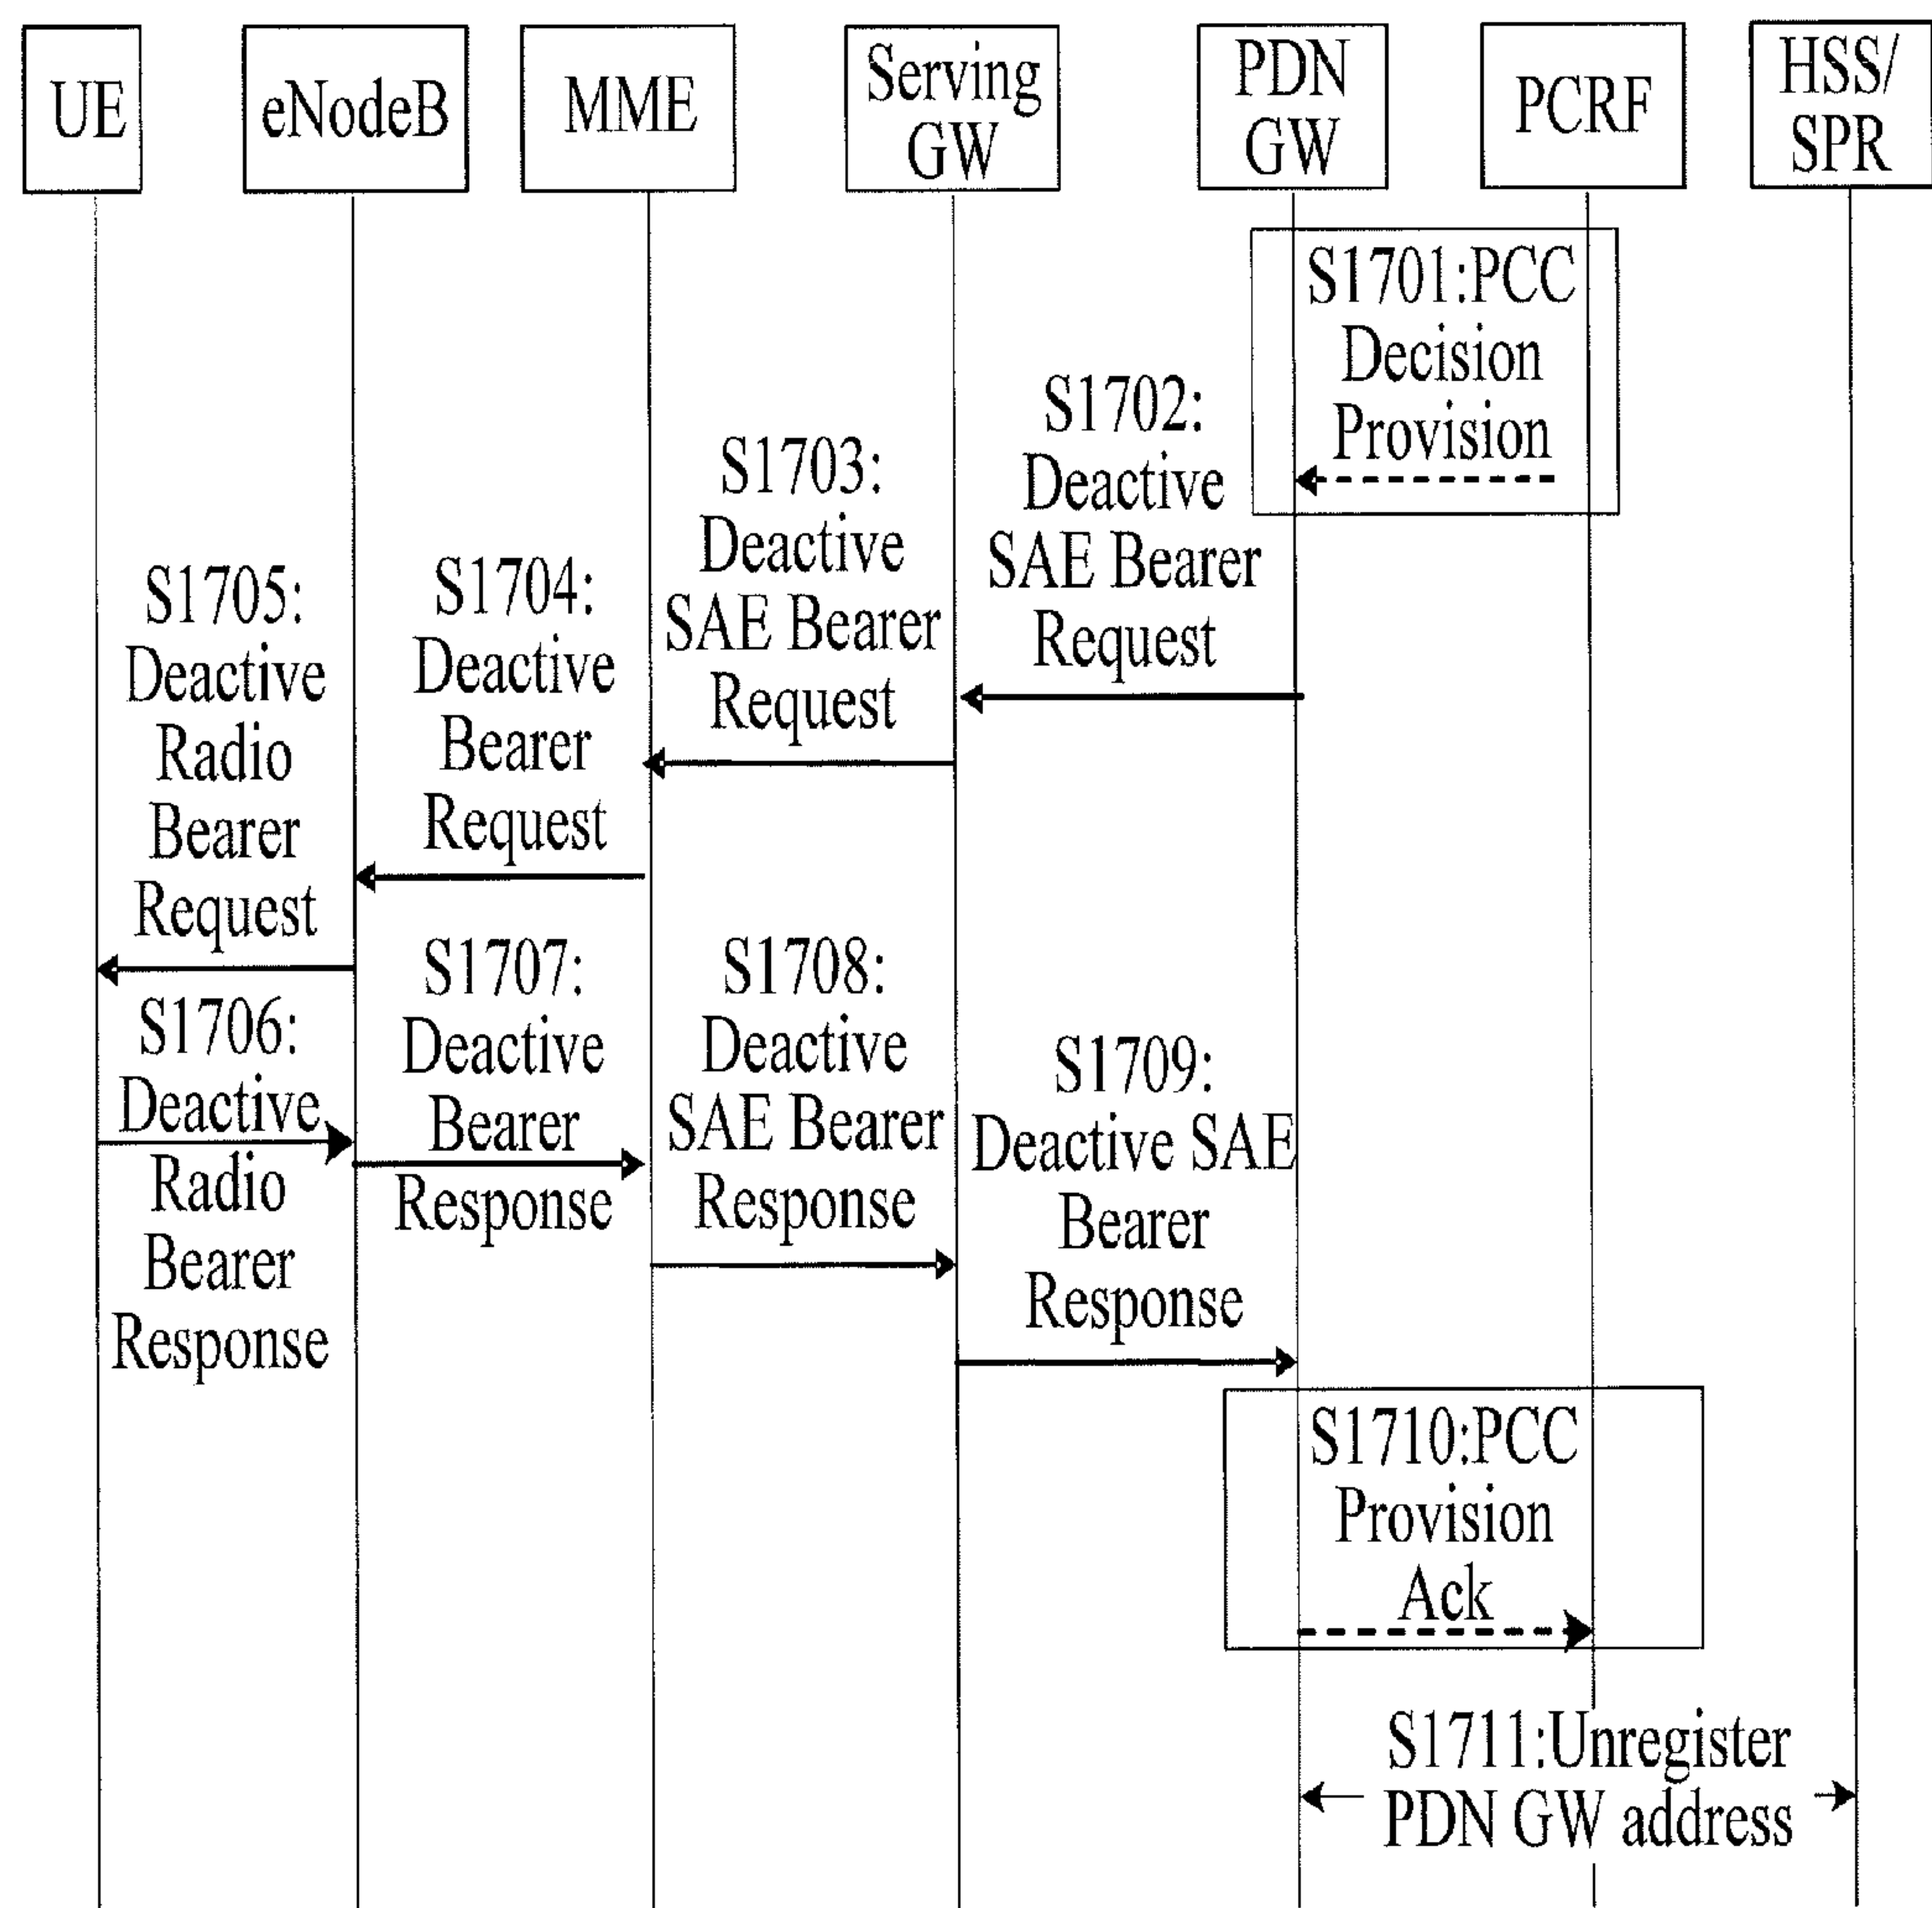 UE
eNodeB
MME
Serving
GW
PDN
GW
PCRF
HSS/
SPR
S1701:PCC
Decision
Provision
S1702:
Deactive
SAE Bearer
Request
S1703:
Deactive
SAE Bearer
Request
S1704:
Deactive
Bearer
Request
S1705:
Deactive
Radio
Bearer
Request
S1706:
Deactive
Radio
Bearer
Response
S1707:
Deactive
Bearer
Response
S1708:
Deactive
SAE Bearer
Response
S1709:
Deactive SAE
Bearer
Response
S1710:PCC
Provision
Ack
S1711:Unregister
PDN GW address